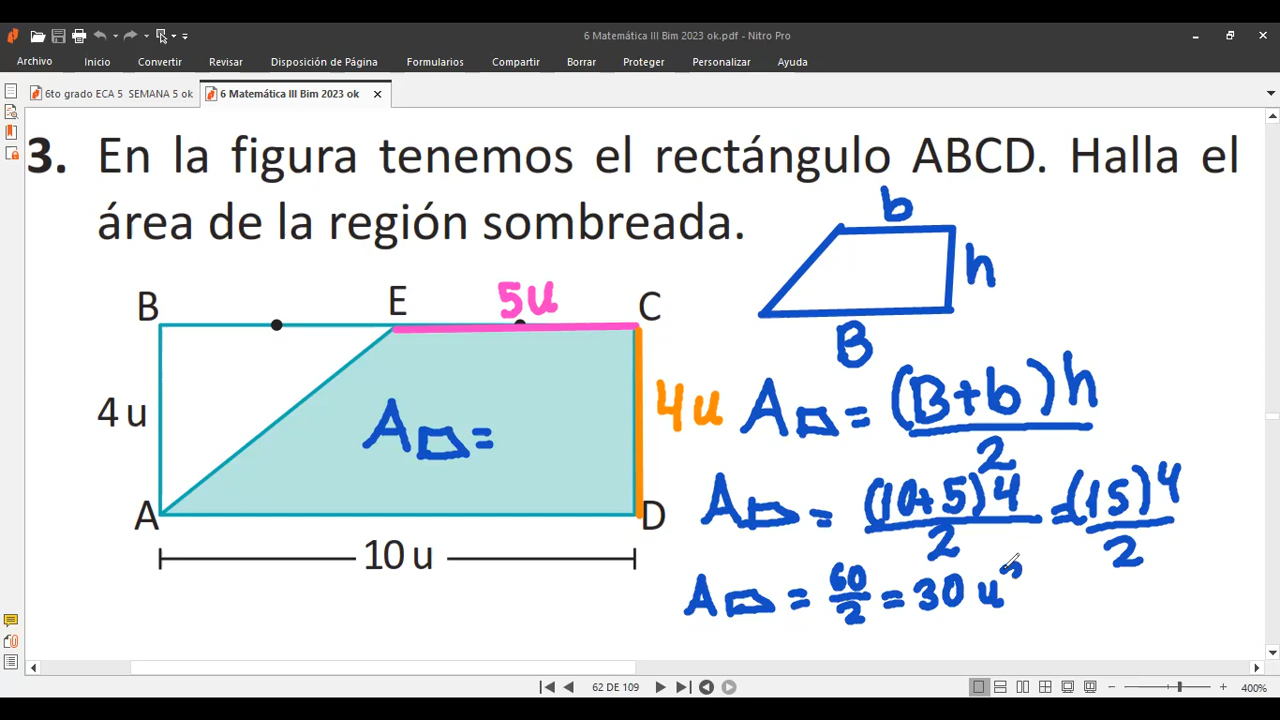 6 Matemática III Bim 2023 ok.pdf - Nitro Pro
Archivo Inicio Convertir Revisar Disposición de Página Formularios Compartir Borrar Proteger Personalizar Ayuda
6to grado ECA 5 SEMANA 5 ok 6 Matemática III Bim 2023 ok
3. En la figura tenemos el rectángulo ABCD. Halla el
área de la región sombreada.
b
h
B
B E 5u C
4 u
4u
A▱=
A D
10 u
A▱= (B+b)h/2
A▱= (10+5)4/2 = (15)4/2
A▱= 60/2 = 30 u²
62 DE 109
400%